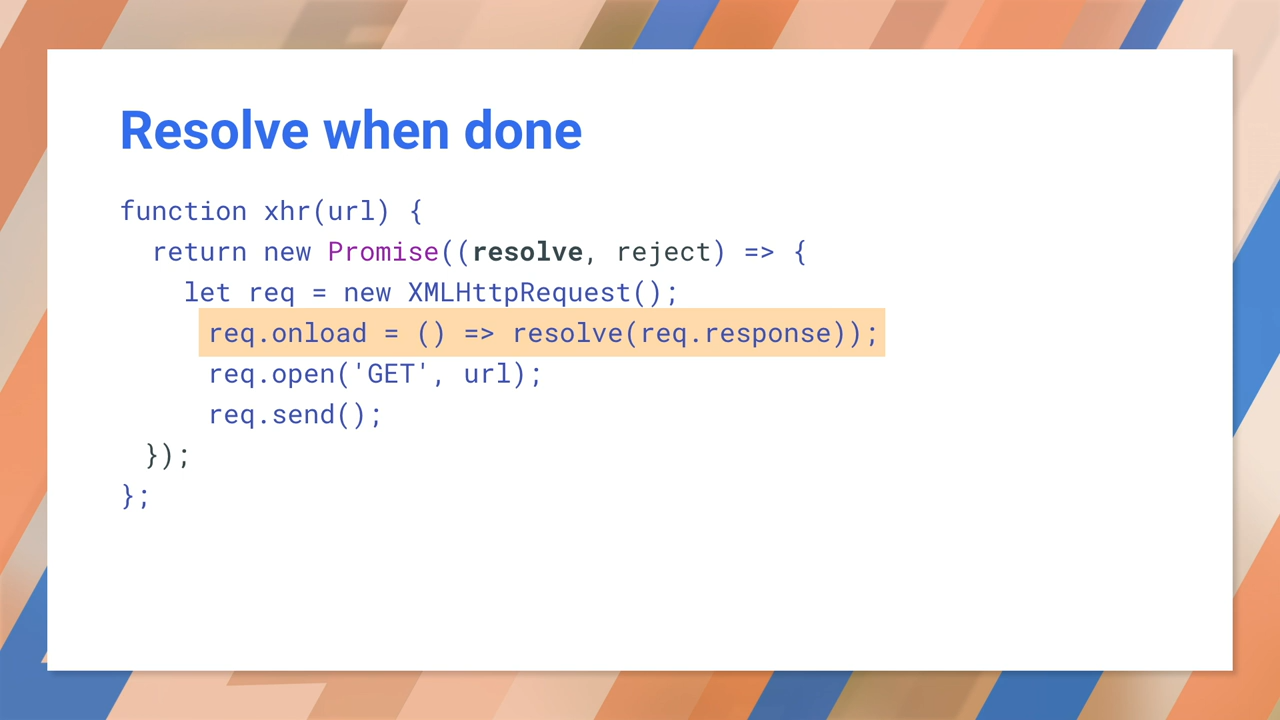 Resolve when done
function xhr(url) {
return new Promise((resolve, reject) => {
let req = new XMLHttpRequest();
req.onload = () => resolve(req.response));
req.open('GET', url);
req.send();
});
};